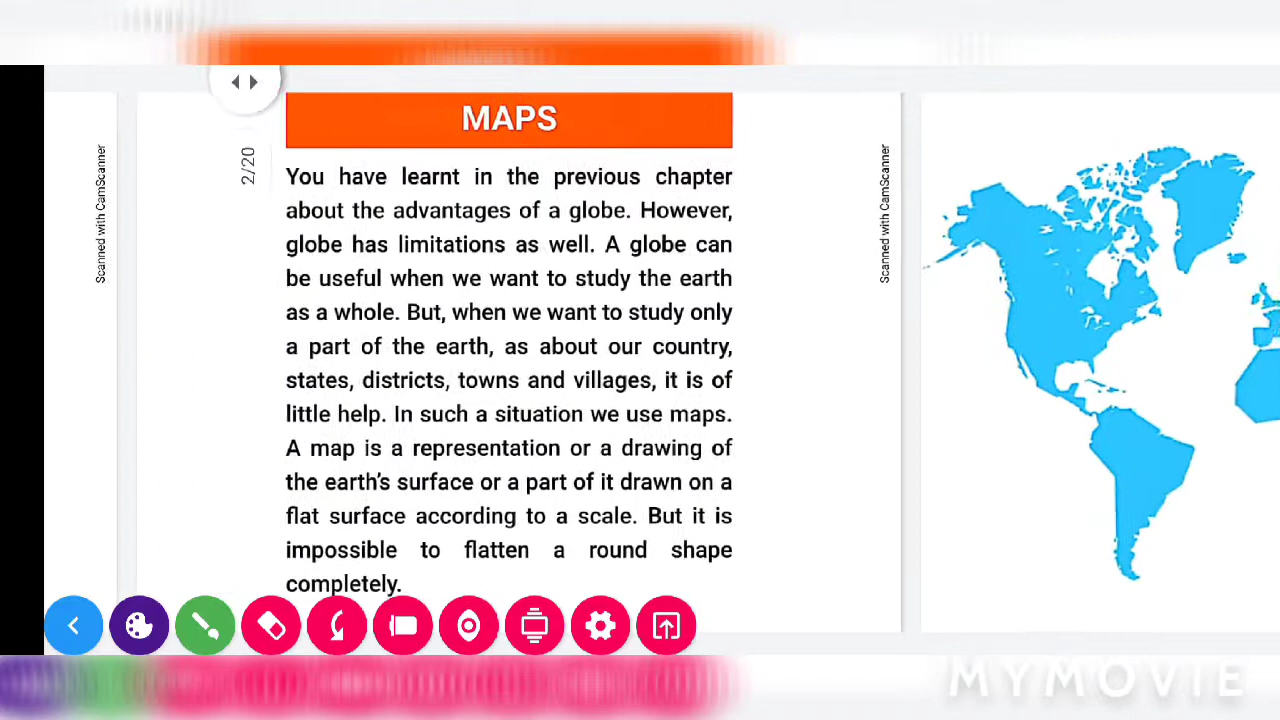 MAPS
2/20
You have learnt in the previous chapter
about the advantages of a globe. However,
globe has limitations as well. A globe can
be useful when we want to study the earth
as a whole. But, when we want to study only
a part of the earth, as about our country,
states, districts, towns and villages, it is of
little help. In such a situation we use maps.
A map is a representation or a drawing of
the earth's surface or a part of it drawn on a
flat surface according to a scale. But it is
impossible to flatten a round shape
completely.
Scanned with CamScanner
Scanned with CamScanner
MYMOVIE